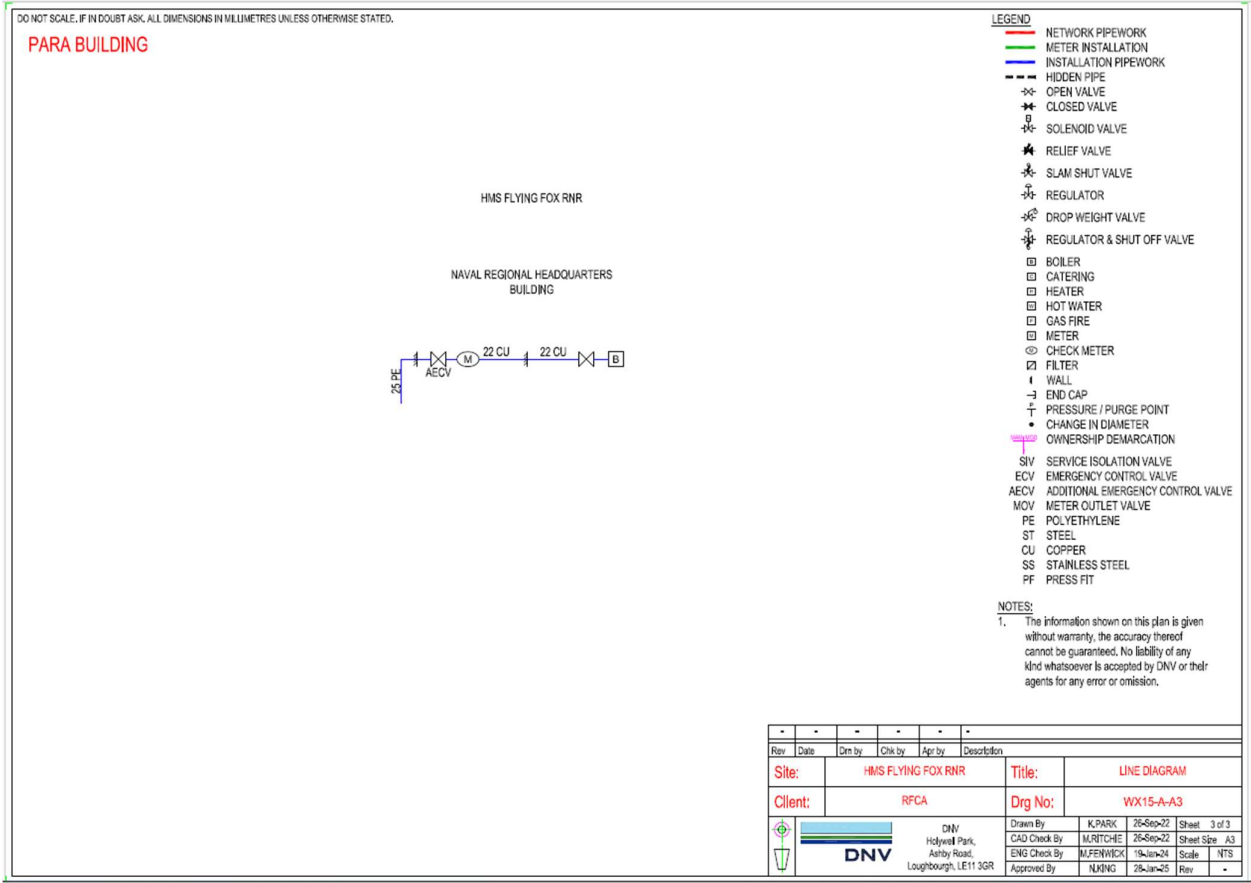 DO NOT SCALE. IF IN DOUBT ASK. ALL DIMENSIONS IN MILLIMETRES UNLESS OTHERWISE STATED.
PARA BUILDING
HMS FLYING FOX RNR
NAVAL REGIONAL HEADQUARTERS
BUILDING
25 PE
AECV
M
22 CU
22 CU
B
LEGEND
NETWORK PIPEWORK
METER INSTALLATION
INSTALLATION PIPEWORK
HIDDEN PIPE
OPEN VALVE
CLOSED VALVE
SOLENOID VALVE
RELIEF VALVE
SLAM SHUT VALVE
REGULATOR
DROP WEIGHT VALVE
REGULATOR & SHUT OFF VALVE
B BOILER
C CATERING
H HEATER
W HOT WATER
F GAS FIRE
M METER
M CHECK METER
FILTER
WALL
END CAP
P PRESSURE / PURGE POINT
CHANGE IN DIAMETER
OWNERSHIP DEMARCATION
SIV SERVICE ISOLATION VALVE
ECV EMERGENCY CONTROL VALVE
AECV ADDITIONAL EMERGENCY CONTROL VALVE
MOV METER OUTLET VALVE
PE POLYETHYLENE
ST STEEL
CU COPPER
SS STAINLESS STEEL
PF PRESS FIT
NOTES:
1. The information shown on this plan is given
without warranty, the accuracy thereof
cannot be guaranteed. No liability of any
kind whatsoever is accepted by DNV or their
agents for any error or omission.
- - - - - -
Rev Date Drn by Chk by Apr by Description
Site: HMS FLYING FOX RNR Title: LINE DIAGRAM
Client: RFCA Drg No: WX15-A-A3
DNV
DNV
Holywell Park,
Ashby Road,
Loughbourgh, LE11 3GR
Drawn By K.PARK 26-Sep-22 Sheet 3 of 3
CAD Check By M.RITCHIE 26-Sep-22 Sheet Size A3
ENG Check By M.FENWICK 19-Jan-24 Scale NTS
Approved By N.KING 28-Jan-25 Rev -